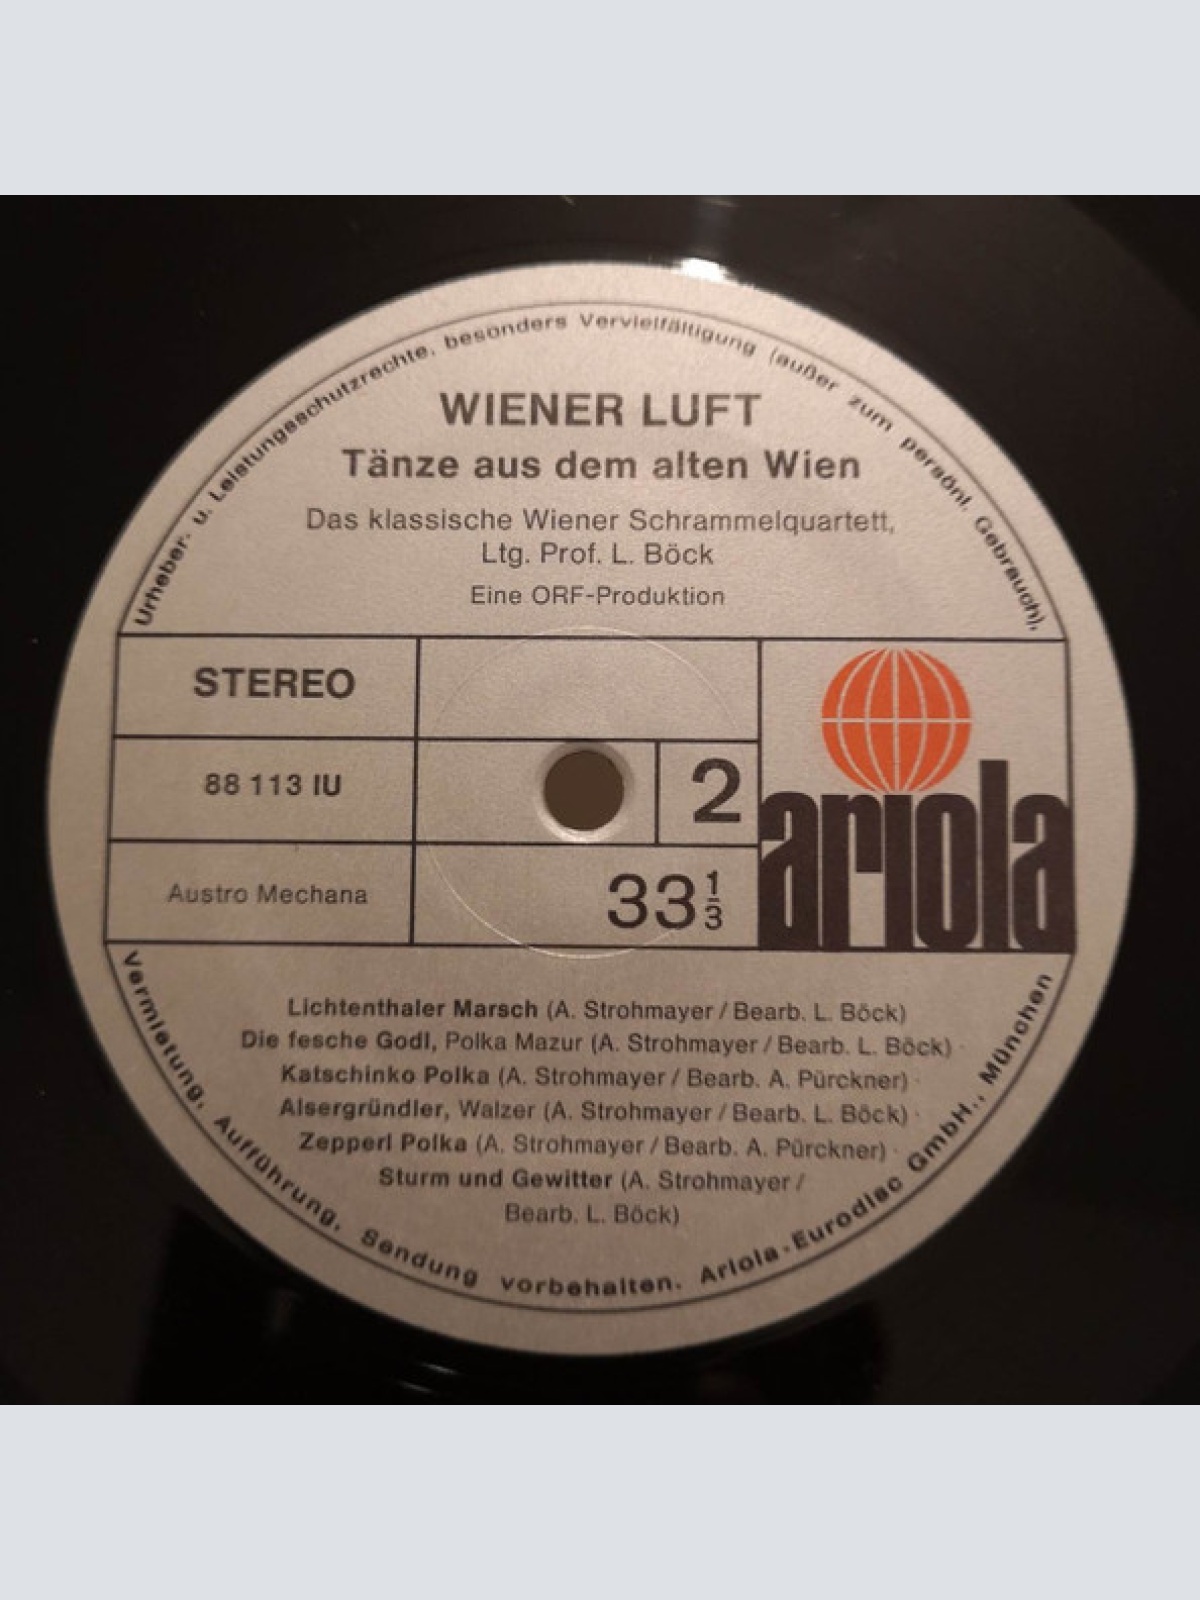 Urheber- u. Leistungsschutzrechte, besonders Vervielfältigung (außer zum persönl. Gebrauch),
WIENER LUFT
Tänze aus dem alten Wien
Das klassische Wiener Schrammelquartett,
Ltg. Prof. L. Böck
Eine ORF-Produktion
STEREO
88 113 IU
2
ariola
Austro Mechana
33 1/3
Lichtenthaler Marsch (A. Strohmayer / Bearb. L. Böck)
Die fesche Godl, Polka Mazur (A. Strohmayer / Bearb. L. Böck) ·
Katschinko Polka (A. Strohmayer / Bearb. A. Pürckner) ·
Alsergründler, Walzer (A. Strohmayer / Bearb. L. Böck) ·
Zepperl Polka (A. Strohmayer / Bearb. A. Pürckner) ·
Sturm und Gewitter (A. Strohmayer /
Bearb. L. Böck)
Vermietung, Aufführung, Sendung vorbehalten. Ariola-Eurodisc GmbH., München